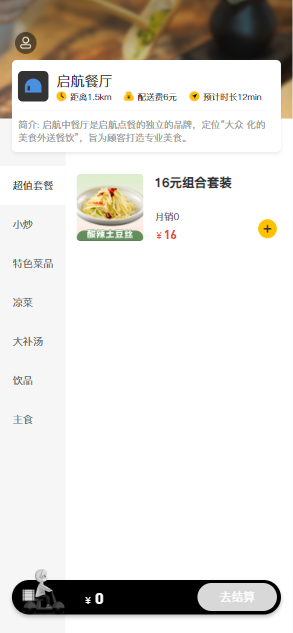 启航餐厅
距离1.5km 配送费6元 预计时长12min
简介: 启航中餐厅是启航点餐的独立的品牌，定位“大众 化的
美食外送餐饮”，旨为顾客打造专业美食。
超值套餐
小炒
特色菜品
凉菜
大补汤
饮品
主食
酸辣土豆丝
16元组合套装
月销0
￥16
￥0
去结算